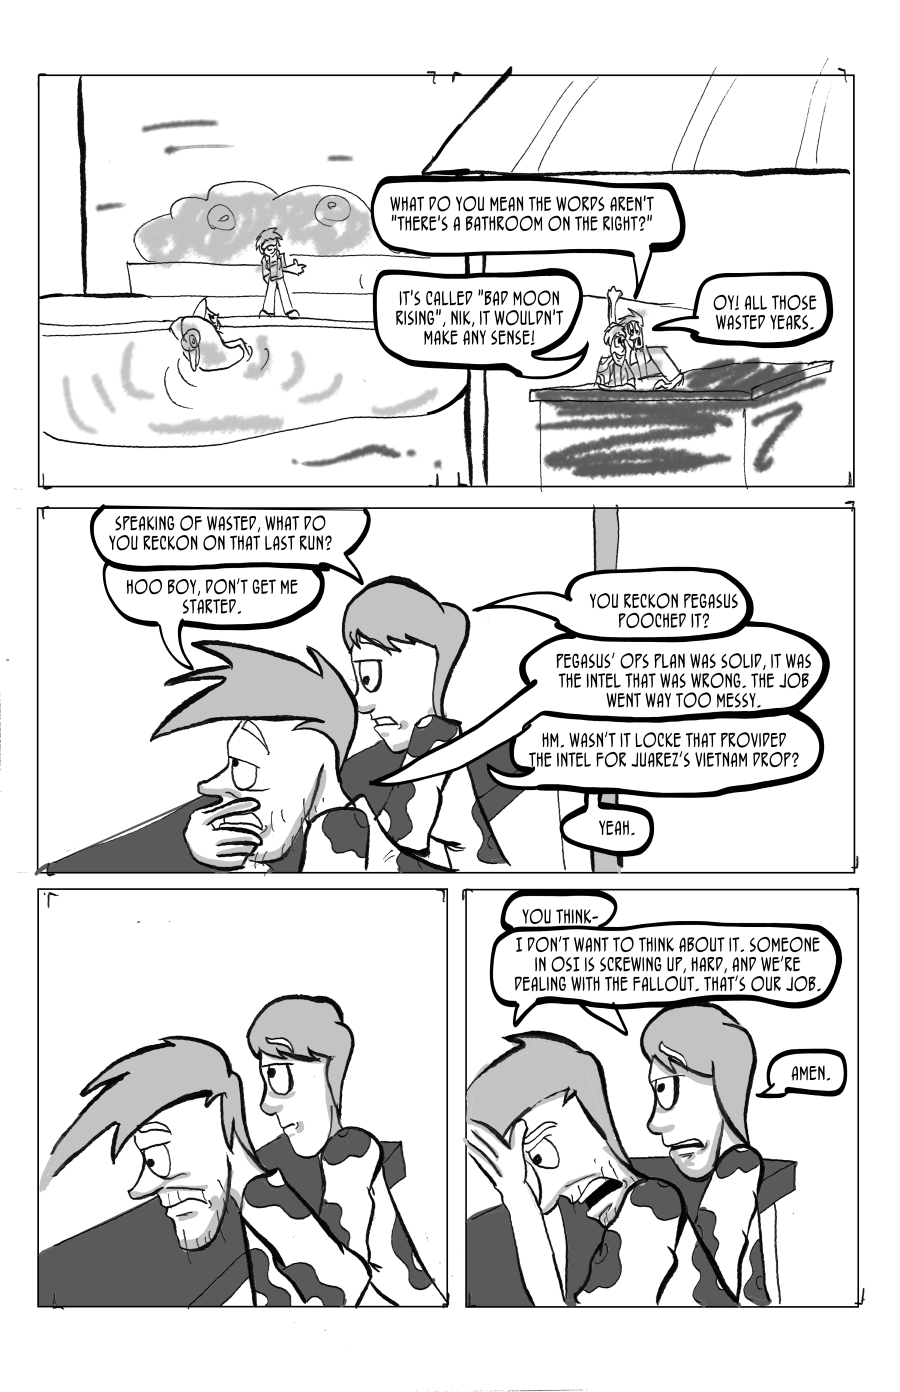 WHAT DO YOU MEAN THE WORDS AREN'T
"THERE'S A BATHROOM ON THE RIGHT?"
IT'S CALLED "BAD MOON
RISING", NIK, IT WOULDN'T
MAKE ANY SENSE!
OY! ALL THOSE
WASTED YEARS.
SPEAKING OF WASTED, WHAT DO
YOU RECKON ON THAT LAST RUN?
HOO BOY, DON'T GET ME
STARTED.
YOU RECKON PEGASUS
POOCHED IT?
PEGASUS' OPS PLAN WAS SOLID, IT WAS
THE INTEL THAT WAS WRONG. THE JOB
WENT WAY TOO MESSY.
HM. WASN'T IT LOCKE THAT PROVIDED
THE INTEL FOR JUAREZ'S VIETNAM DROP?
YEAH.
YOU THINK-
I DON'T WANT TO THINK ABOUT IT. SOMEONE
IN OSI IS SCREWING UP, HARD, AND WE'RE
DEALING WITH THE FALLOUT. THAT'S OUR JOB.
AMEN.